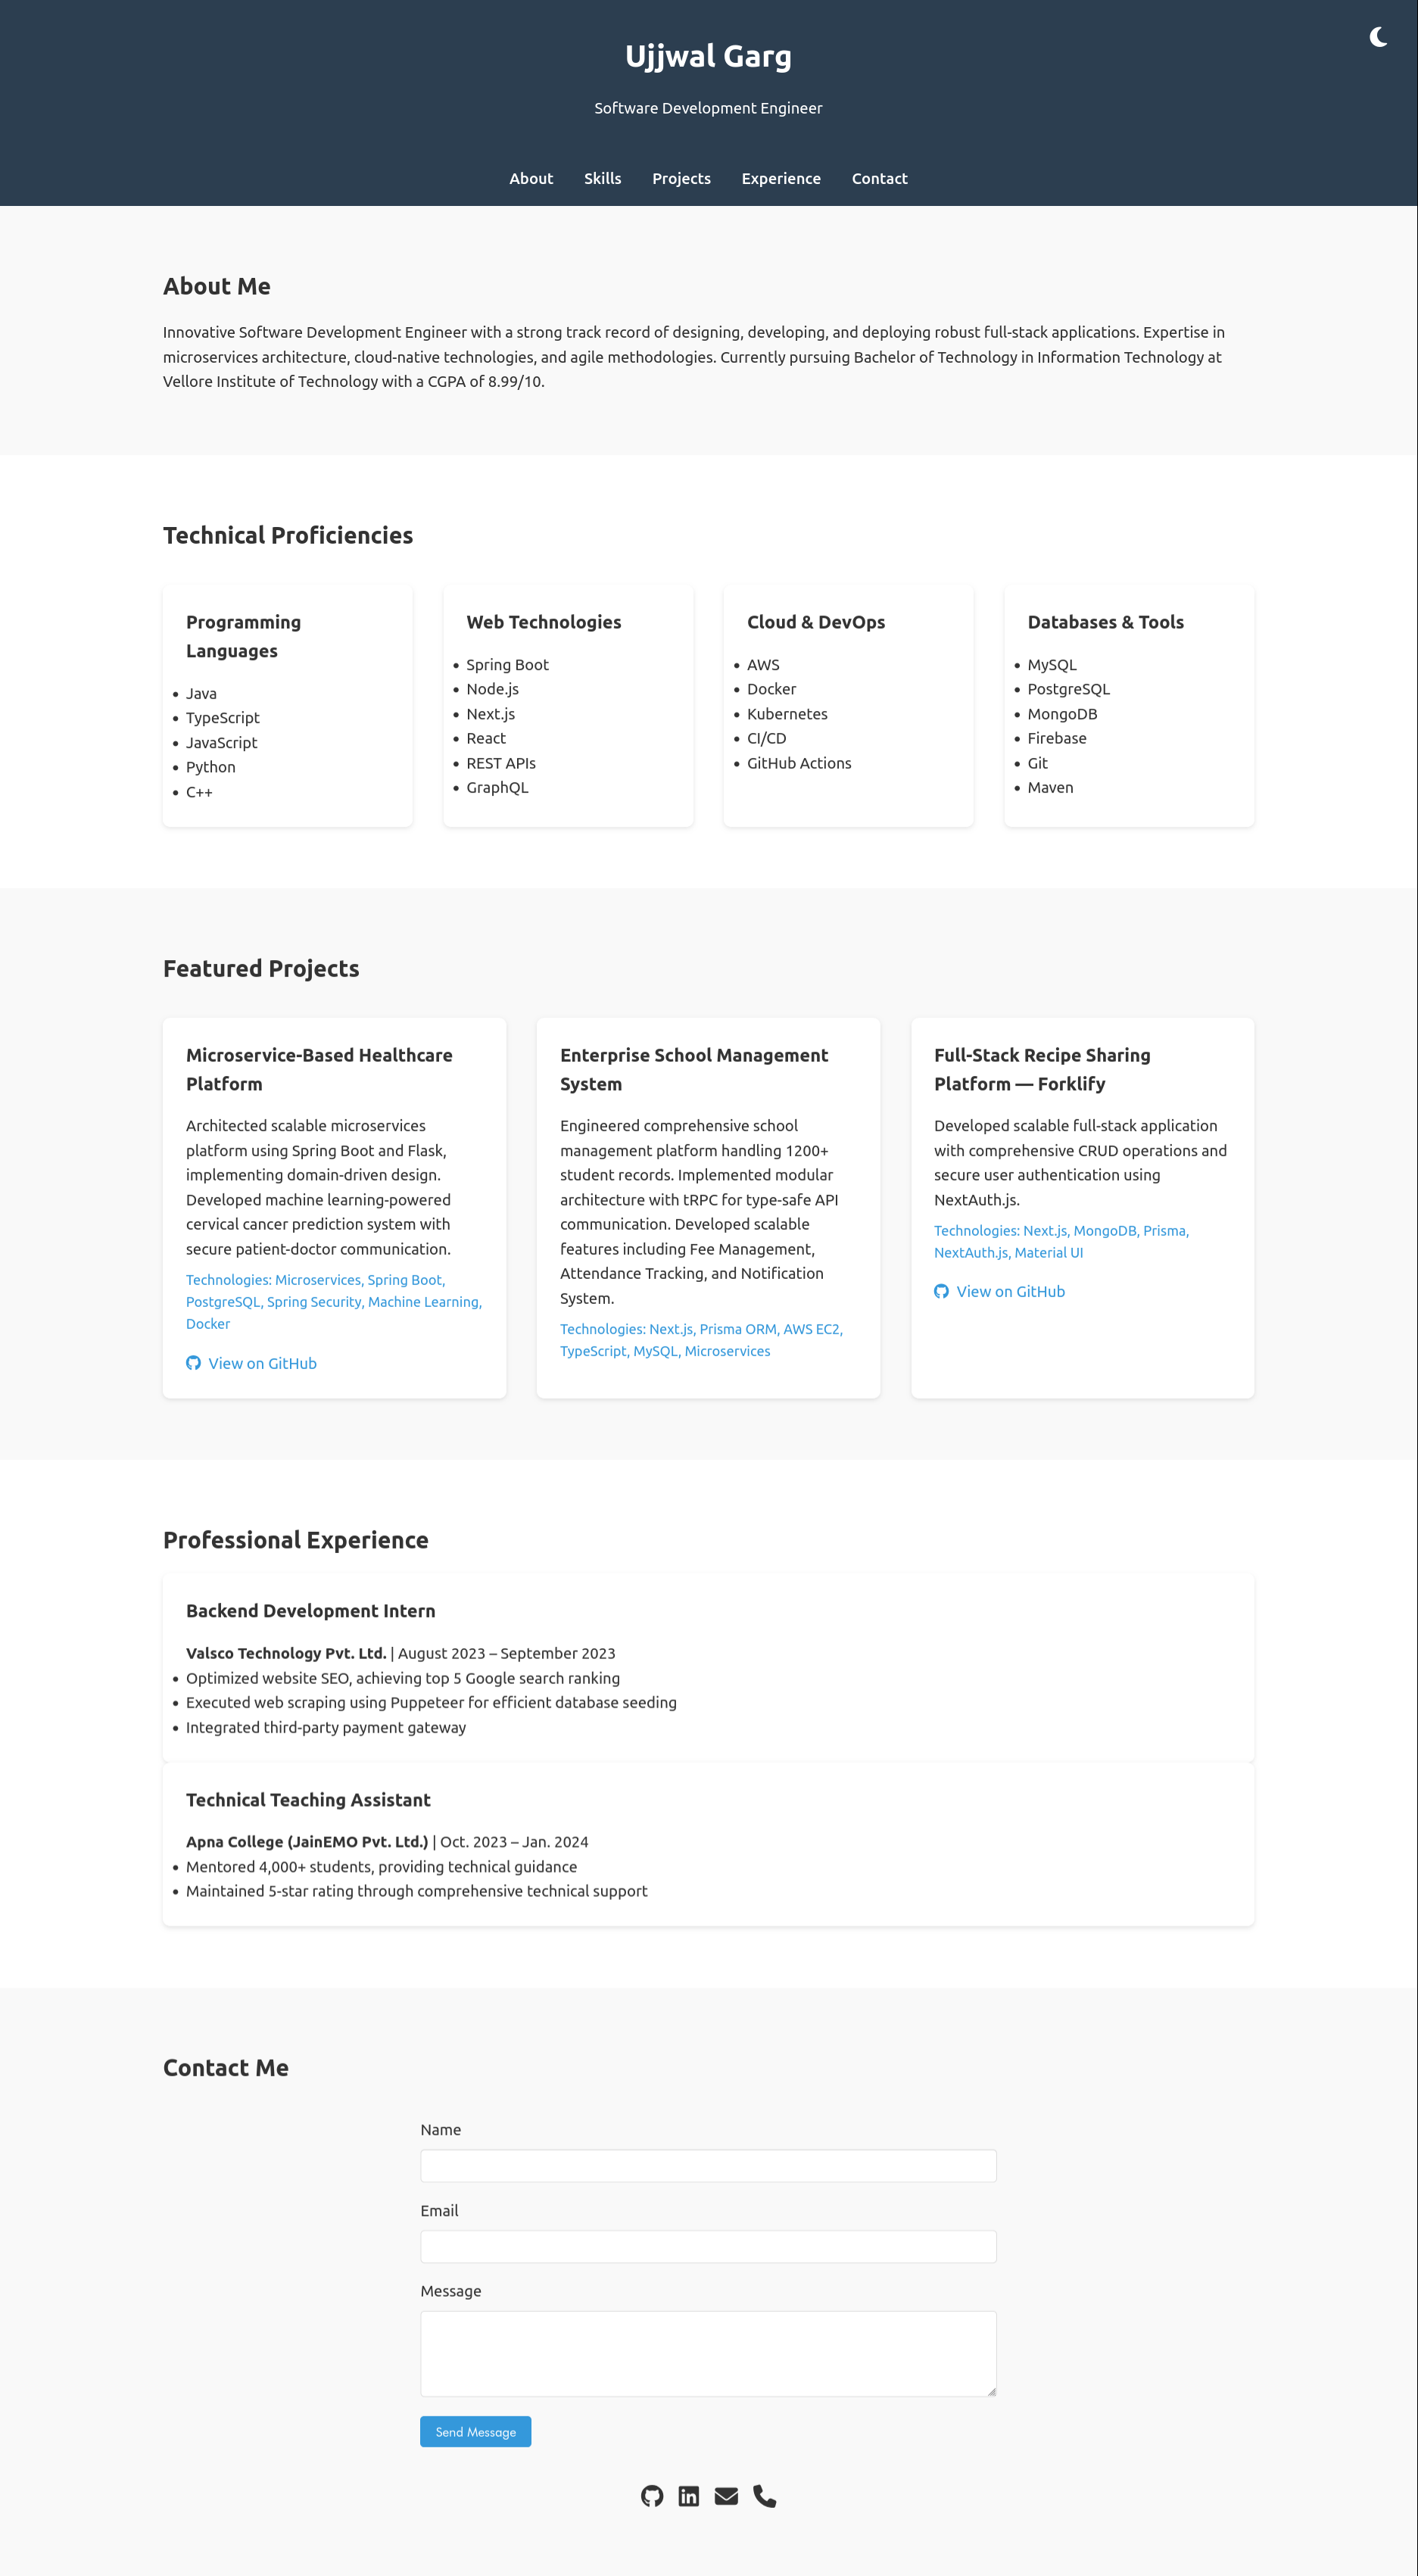 Ujjwal Garg
Software Development Engineer
About Skills Projects Experience Contact
About Me
Innovative Software Development Engineer with a strong track record of designing, developing, and deploying robust full-stack applications. Expertise in
microservices architecture, cloud-native technologies, and agile methodologies. Currently pursuing Bachelor of Technology in Information Technology at
Vellore Institute of Technology with a CGPA of 8.99/10.
Technical Proficiencies
Programming
Languages
• Java
• TypeScript
• JavaScript
• Python
• C++
Web Technologies
• Spring Boot
• Node.js
• Next.js
• React
• REST APIs
• GraphQL
Cloud & DevOps
• AWS
• Docker
• Kubernetes
• CI/CD
• GitHub Actions
Databases & Tools
• MySQL
• PostgreSQL
• MongoDB
• Firebase
• Git
• Maven
Featured Projects
Microservice-Based Healthcare
Platform
Architected scalable microservices
platform using Spring Boot and Flask,
implementing domain-driven design.
Developed machine learning-powered
cervical cancer prediction system with
secure patient-doctor communication.
Technologies: Microservices, Spring Boot,
PostgreSQL, Spring Security, Machine Learning,
Docker
View on GitHub
Enterprise School Management
System
Engineered comprehensive school
management platform handling 1200+
student records. Implemented modular
architecture with tRPC for type-safe API
communication. Developed scalable
features including Fee Management,
Attendance Tracking, and Notification
System.
Technologies: Next.js, Prisma ORM, AWS EC2,
TypeScript, MySQL, Microservices
Full-Stack Recipe Sharing
Platform — Forklify
Developed scalable full-stack application
with comprehensive CRUD operations and
secure user authentication using
NextAuth.js.
Technologies: Next.js, MongoDB, Prisma,
NextAuth.js, Material UI
View on GitHub
Professional Experience
Backend Development Intern
Valsco Technology Pvt. Ltd. | August 2023 – September 2023
• Optimized website SEO, achieving top 5 Google search ranking
• Executed web scraping using Puppeteer for efficient database seeding
• Integrated third-party payment gateway
Technical Teaching Assistant
Apna College (JainEMO Pvt. Ltd.) | Oct. 2023 – Jan. 2024
• Mentored 4,000+ students, providing technical guidance
• Maintained 5-star rating through comprehensive technical support
Contact Me
Name
Email
Message
Send Message